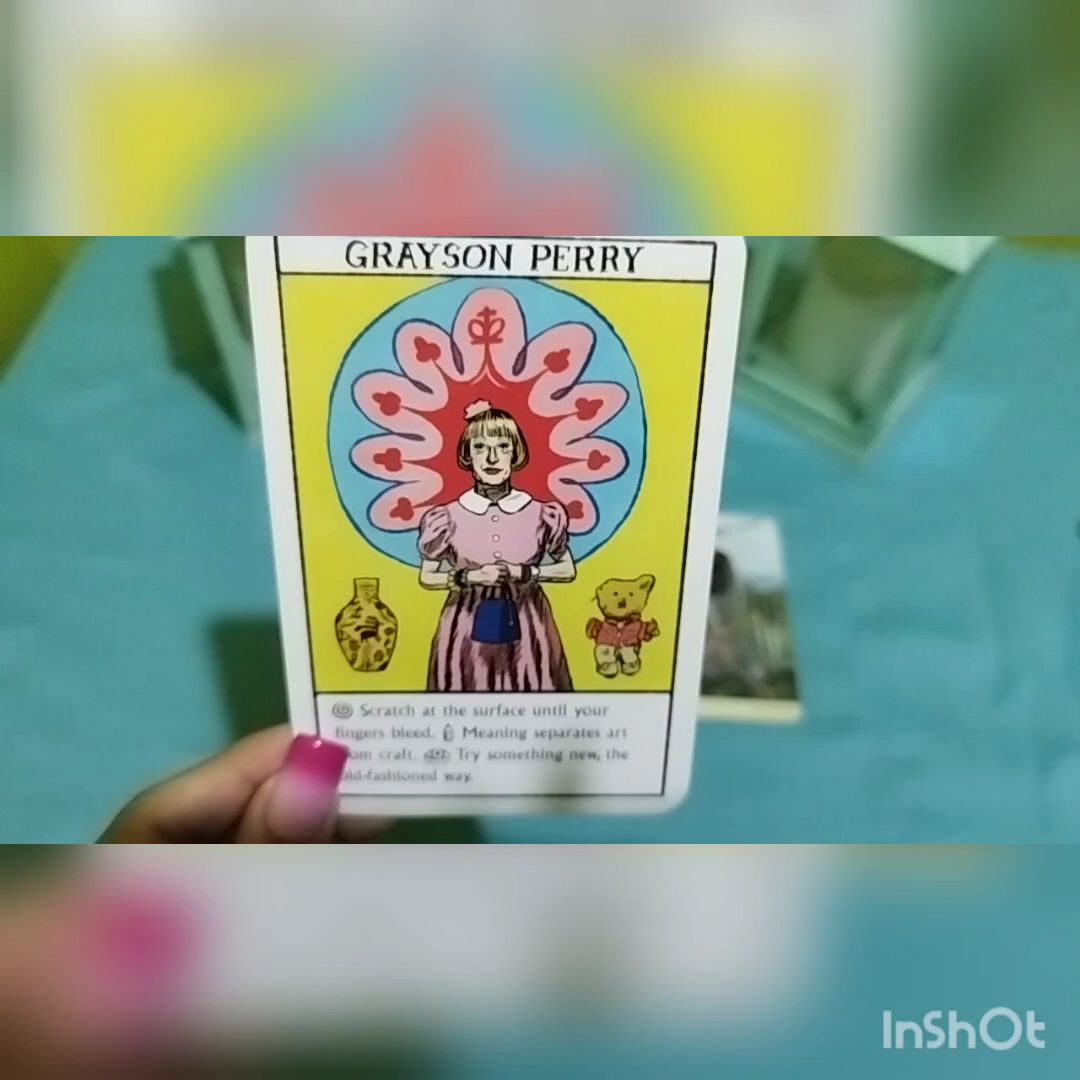 GRAYSON PERRY
Scratch at the surface until your
fingers bleed. Meaning separates art
om craft. Try something new, the
old-fashioned way.
InShOt